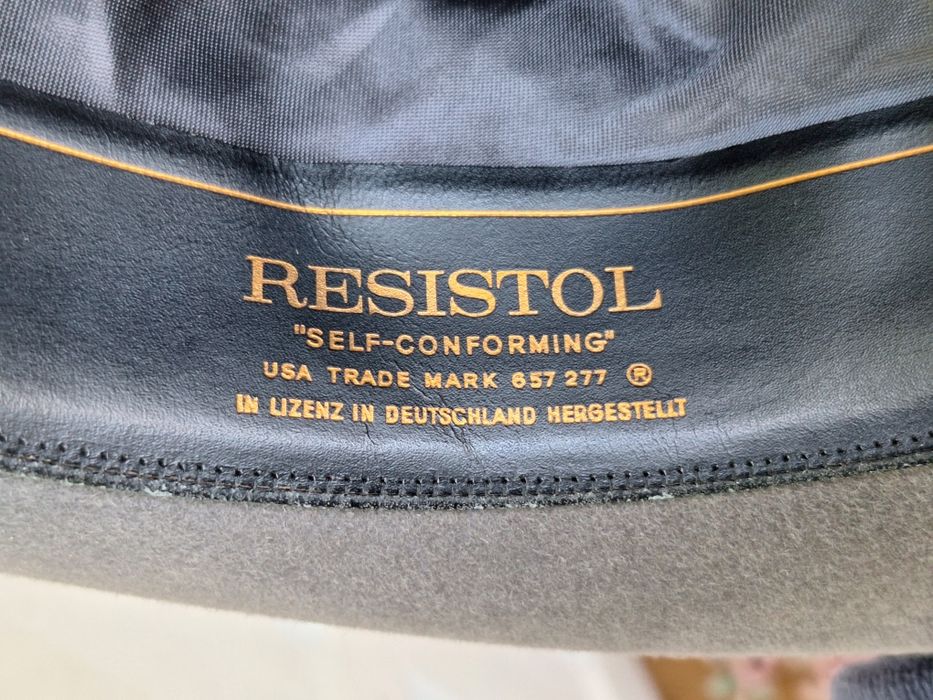 RESISTOL
"SELF-CONFORMING"
USA TRADE MARK 657 277 ®
IN LIZENZ IN DEUTSCHLAND HERGESTELLT